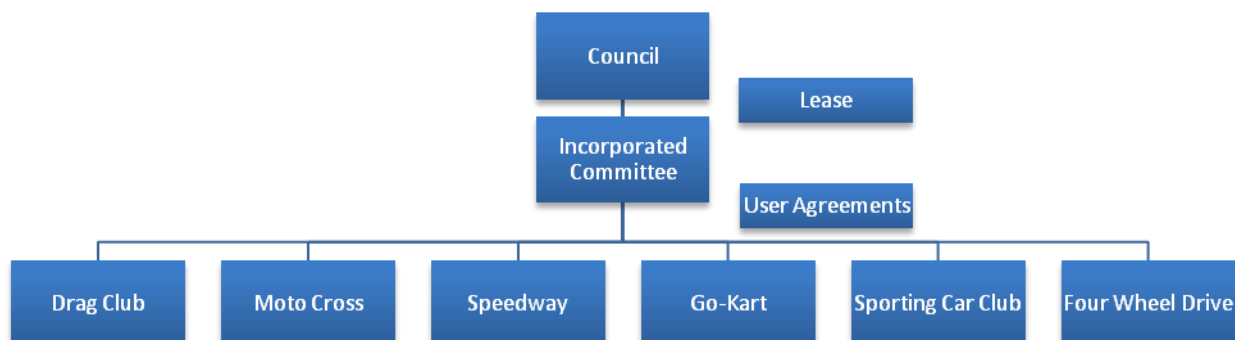 Council
Lease
Incorporated
Committee
User Agreements
Drag Club
Moto Cross
Speedway
Go-Kart
Sporting Car Club
Four Wheel Drive